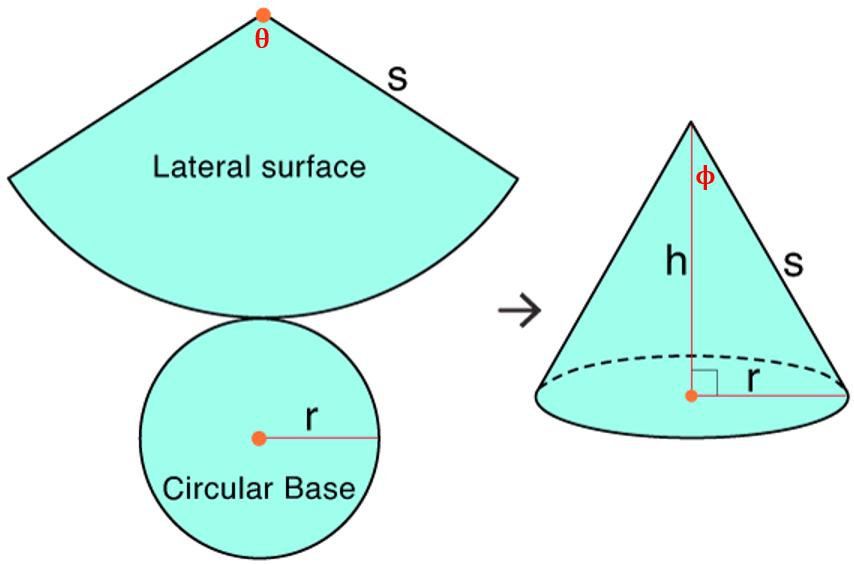 θ
s
Lateral surface
r
Circular Base
→
ϕ
h
s
r